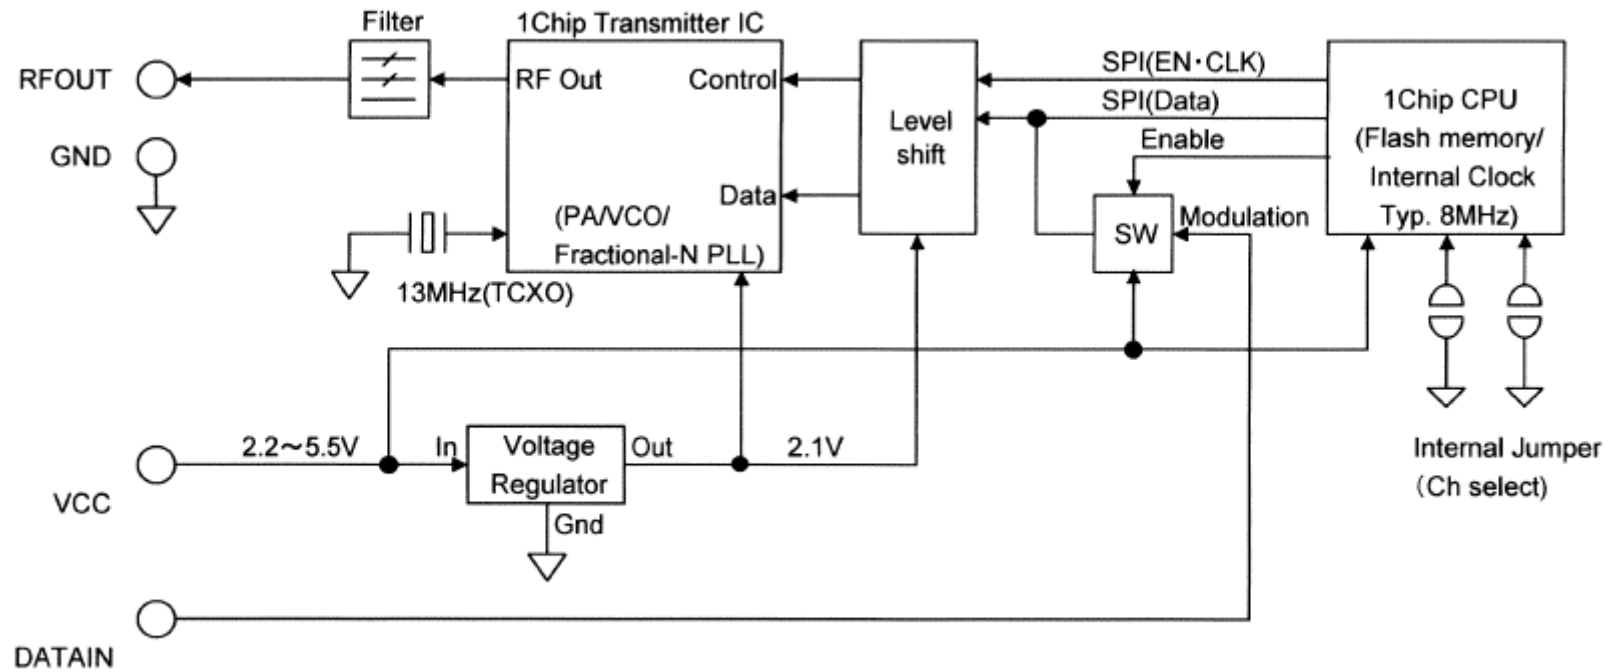 Filter
1Chip Transmitter IC
RFOUT
RF Out
Control
SPI(EN・CLK)
SPI(Data)
1Chip CPU
(Flash memory/
Internal Clock
Typ. 8MHz)
Level
shift
Enable
GND
Data
(PA/VCO/
Fractional-N PLL)
SW
Modulation
13MHz(TCXO)
2.2～5.5V
In
Voltage
Regulator
Out
2.1V
Gnd
VCC
Internal Jumper
（Ch select)
DATAIN